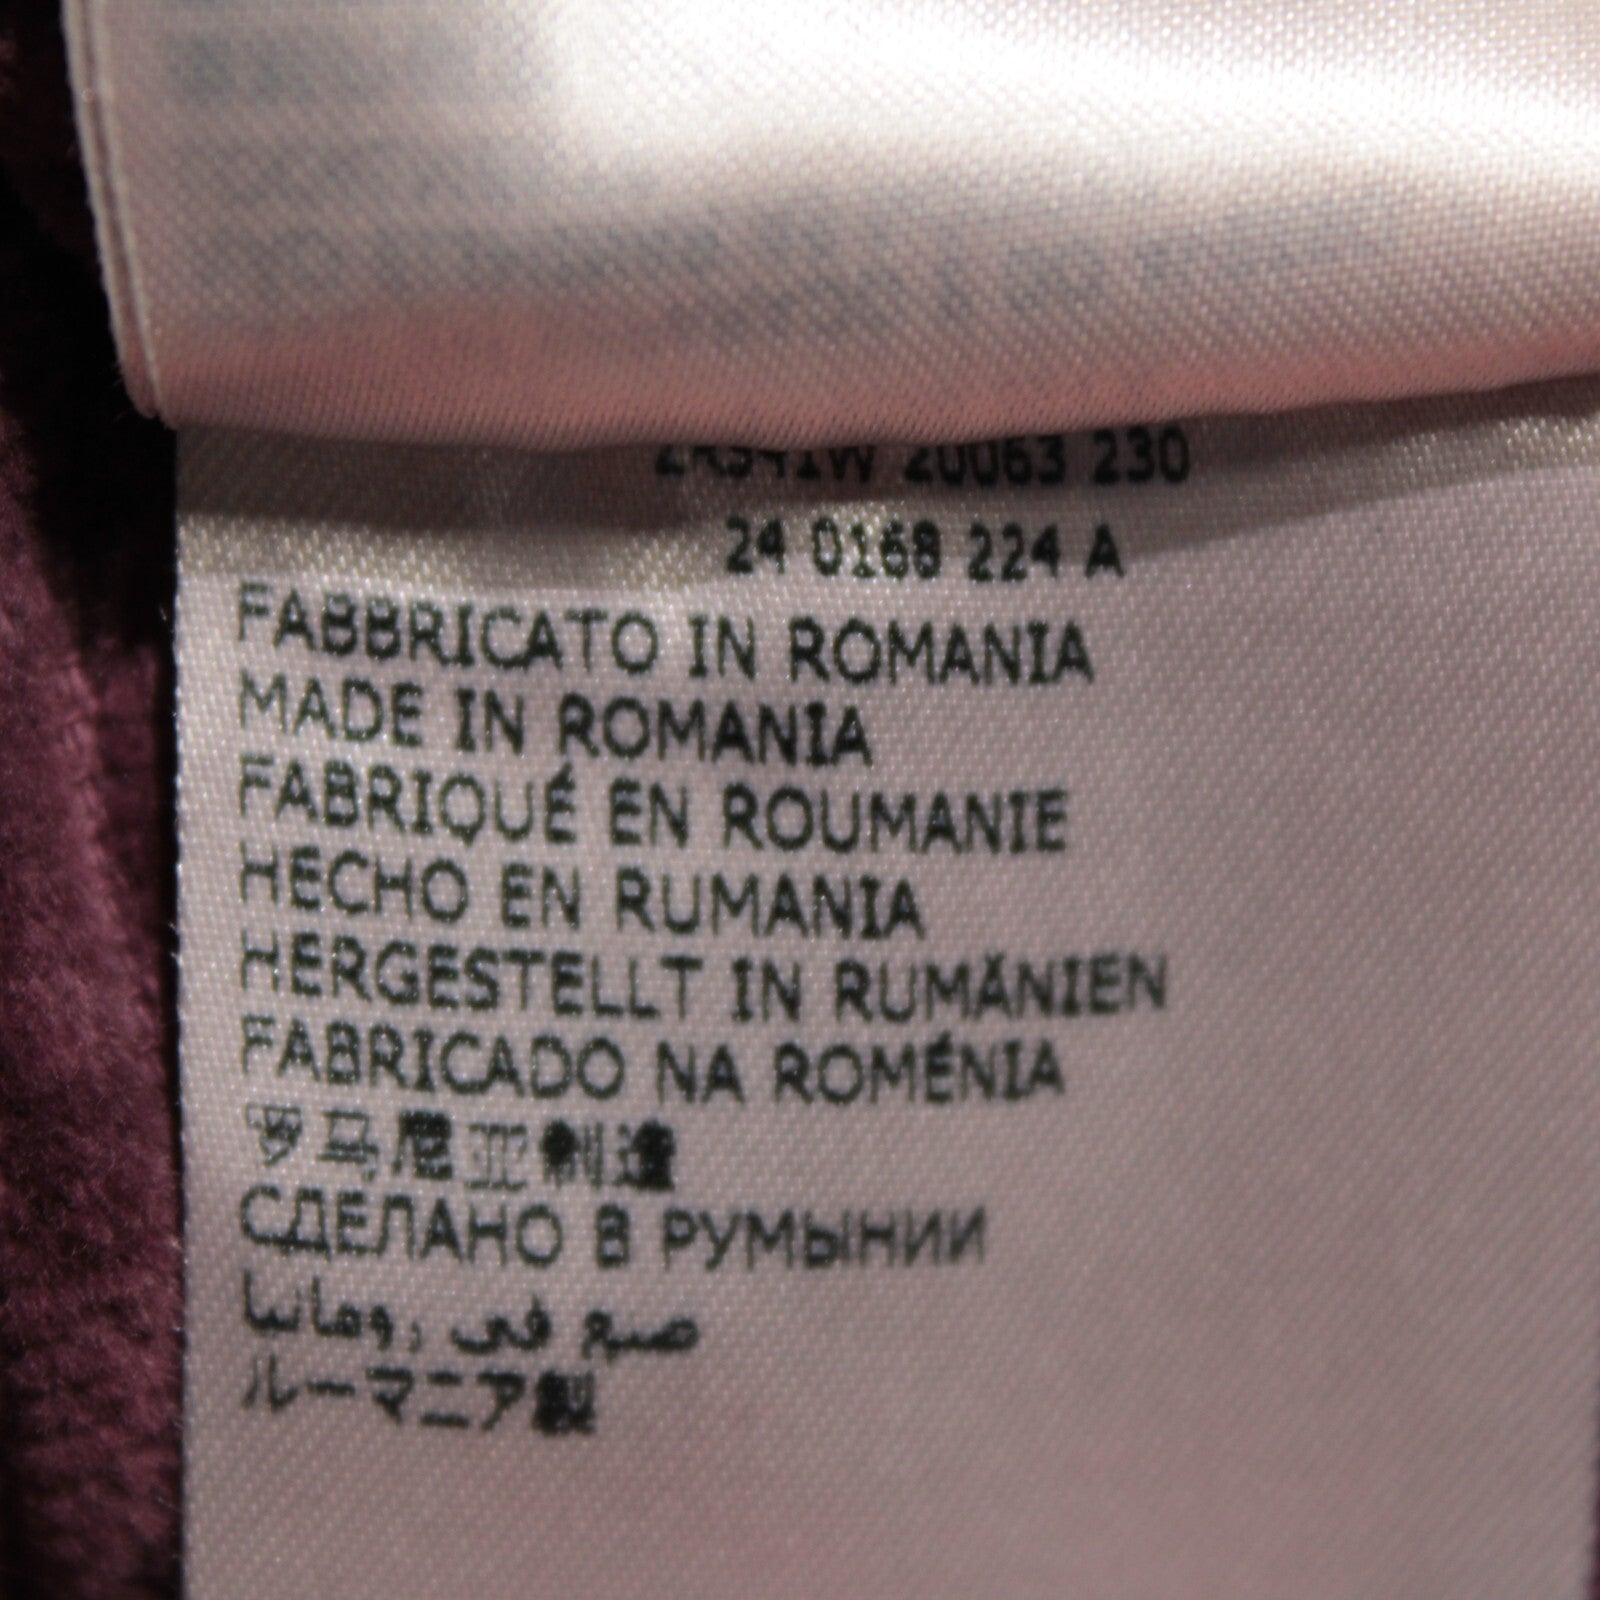 20063 230
24 0168 224 A
FABBRICATO IN ROMANIA
MADE IN ROMANIA
FABRIQUÉ EN ROUMANIE
HECHO EN RUMANIA
HERGESTELLT IN RUMÄNIEN
FABRICADO NA ROMÉNIA
罗马尼亚制造
СДЕЛАНО В РУМЫНИИ
صنع في رومانيا
ルーマニア製